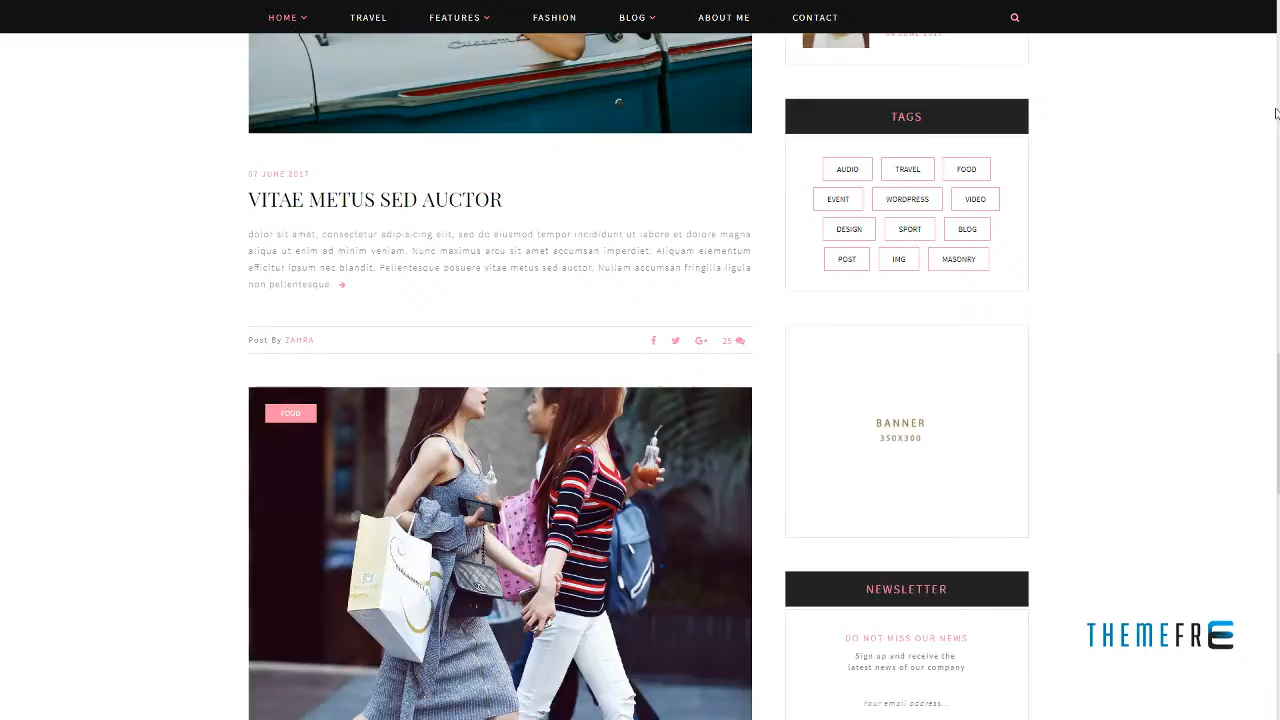 HOME TRAVEL FEATURES FASHION BLOG ABOUT ME CONTACT
04 JUNE 2017
TAGS
AUDIO TRAVEL FOOD
EVENT WORDPRESS VIDEO
DESIGN SPORT BLOG
POST IMG MASONRY
07 JUNE 2017
VITAE METUS SED AUCTOR
dolor sit amet, consectetur adipisicing elit, sed do eiusmod tempor incididunt ut labore et dolore magna
aliqua ut enim ad minim veniam. Nunc maximus arcu sit amet accumsan imperdiet. Aliquam elementum
efficitur ipsum nec blandit. Pellentesque posuere vitae metus sed auctor. Nullam accumsan fringilla ligula
non pellentesque.
Post By ZAHRA
25
FOOD
BANNER
350X300
NEWSLETTER
DO NOT MISS OUR NEWS
Sign up and receive the
latest news of our company
Your email address...
THEMEFRE